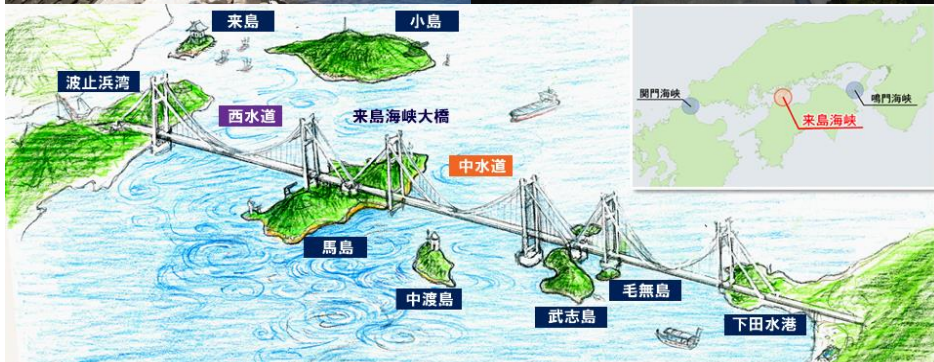 来島
小島
波止浜湾
西水道
来島海峡大橋
中水道
馬島
中渡島
武志島
毛無島
下田水港
関門海峡
来島海峡
鳴門海峡